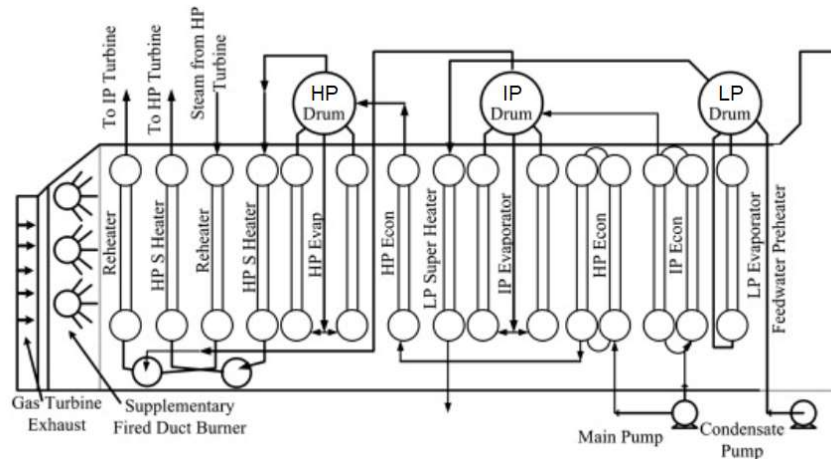 To IP Turbine
To HP Turbine
Steam from HP
Turbine
HP
Drum
IP
Drum
LP
Drum
Reheater
HP S Heater
Reheater
HP S Heater
HP Evap
HP Econ
LP Super Heater
IP Evaporator
HP Econ
IP Econ
LP Evaporator
Feedwater Preheater
Gas Turbine
Exhaust
Supplementary
Fired Duct Burner
Main Pump
Condensate
Pump